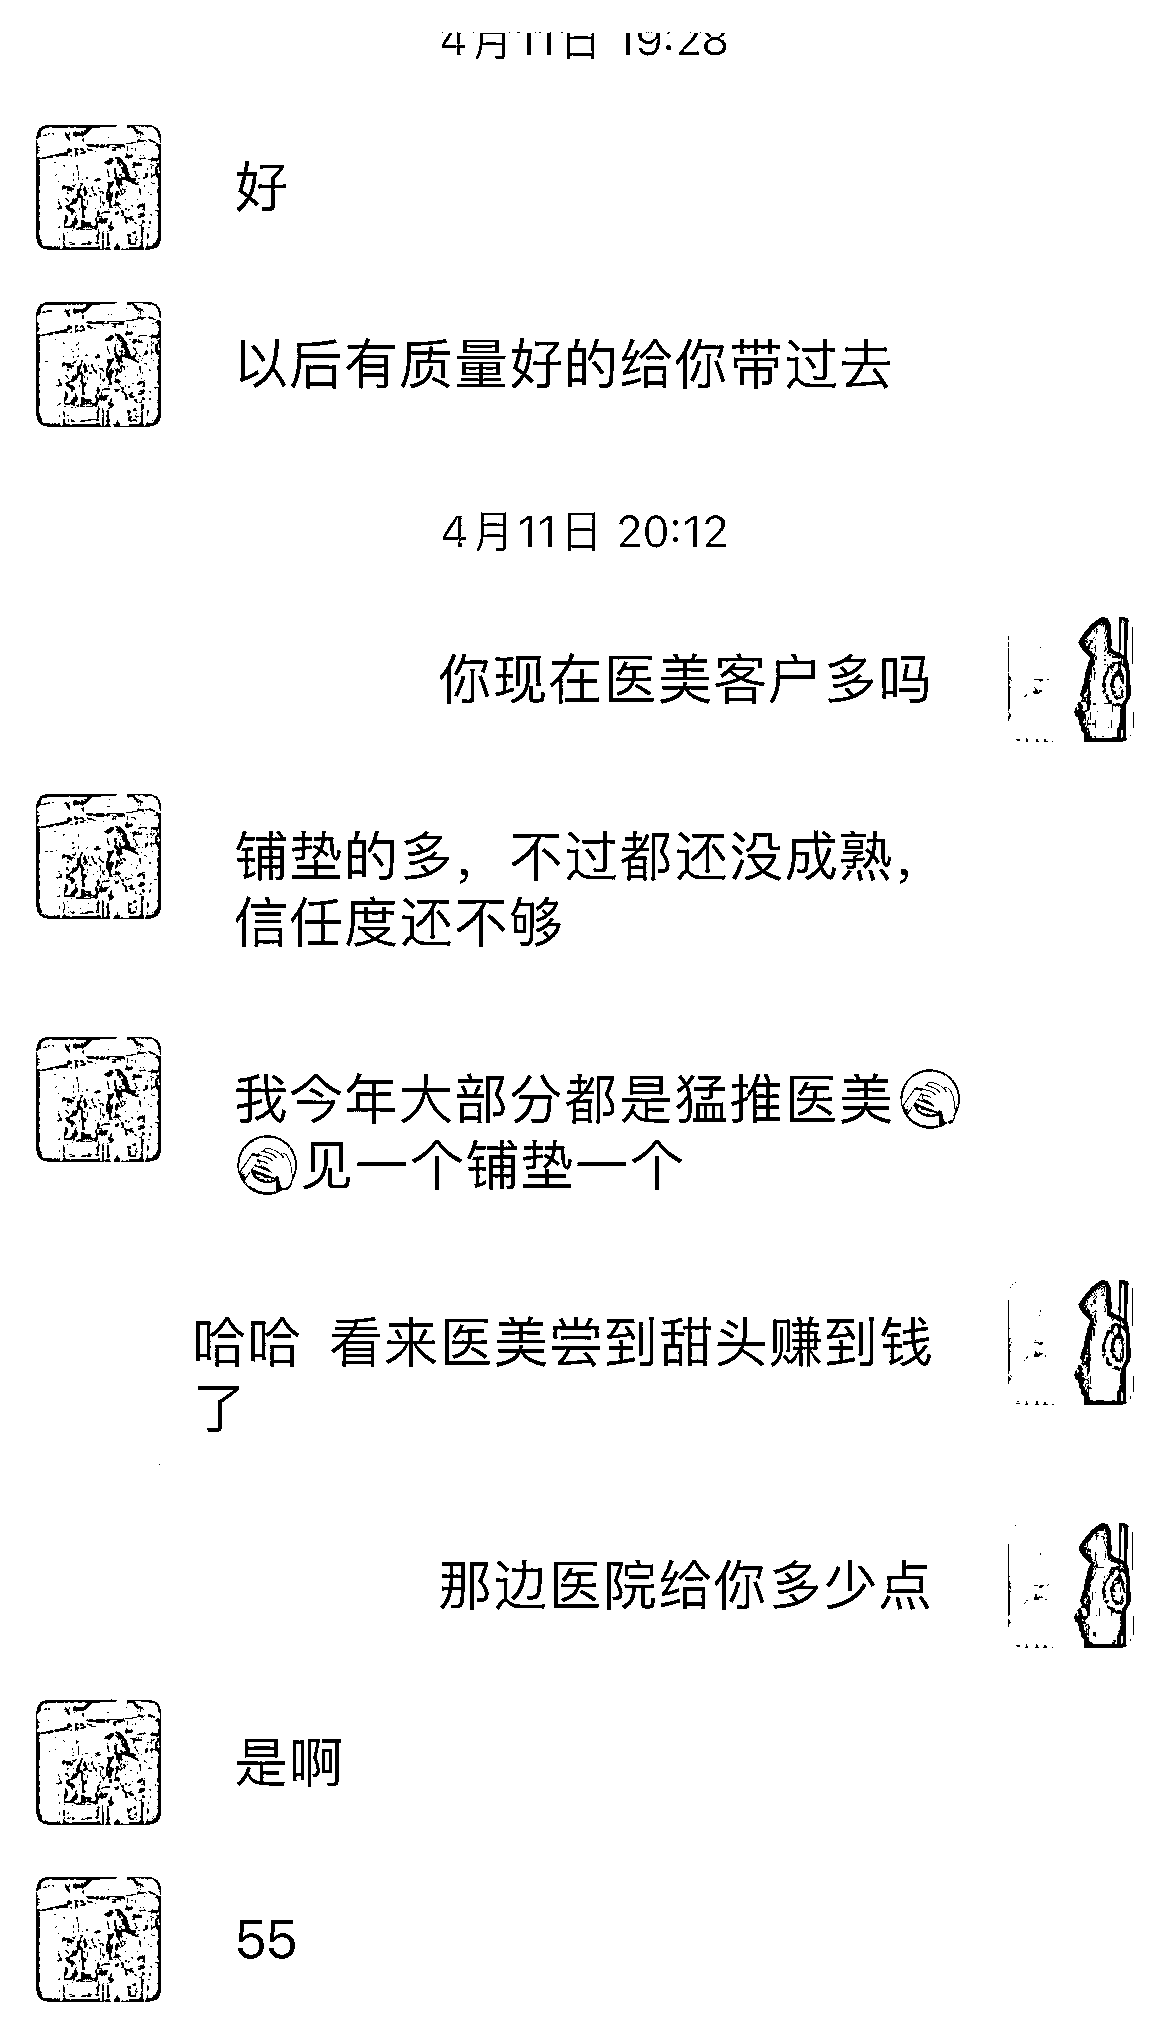 4月11日 19:28
好
以后有质量好的给你带过去
4月11日 20:12
你现在医美客户多吗
铺垫的多，不过都还没成熟，
信任度还不够
我今年大部分都是猛推医美
见一个铺垫一个
哈哈 看来医美尝到甜头赚到钱
了
那边医院给你多少点
是啊
55